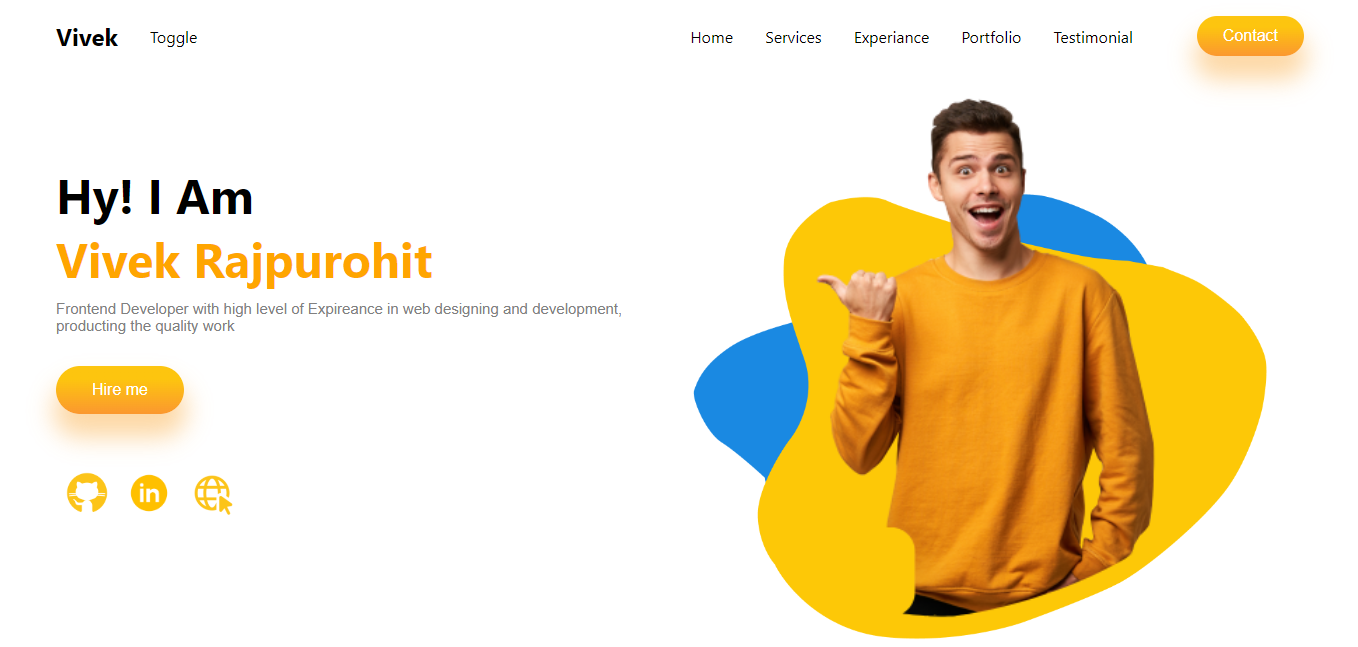 Vivek Toggle Home Services Experiance Portfolio Testimonial Contact
Hy! I Am
Vivek Rajpurohit
Frontend Developer with high level of Expireance in web designing and development,
producting the quality work
Hire me
in